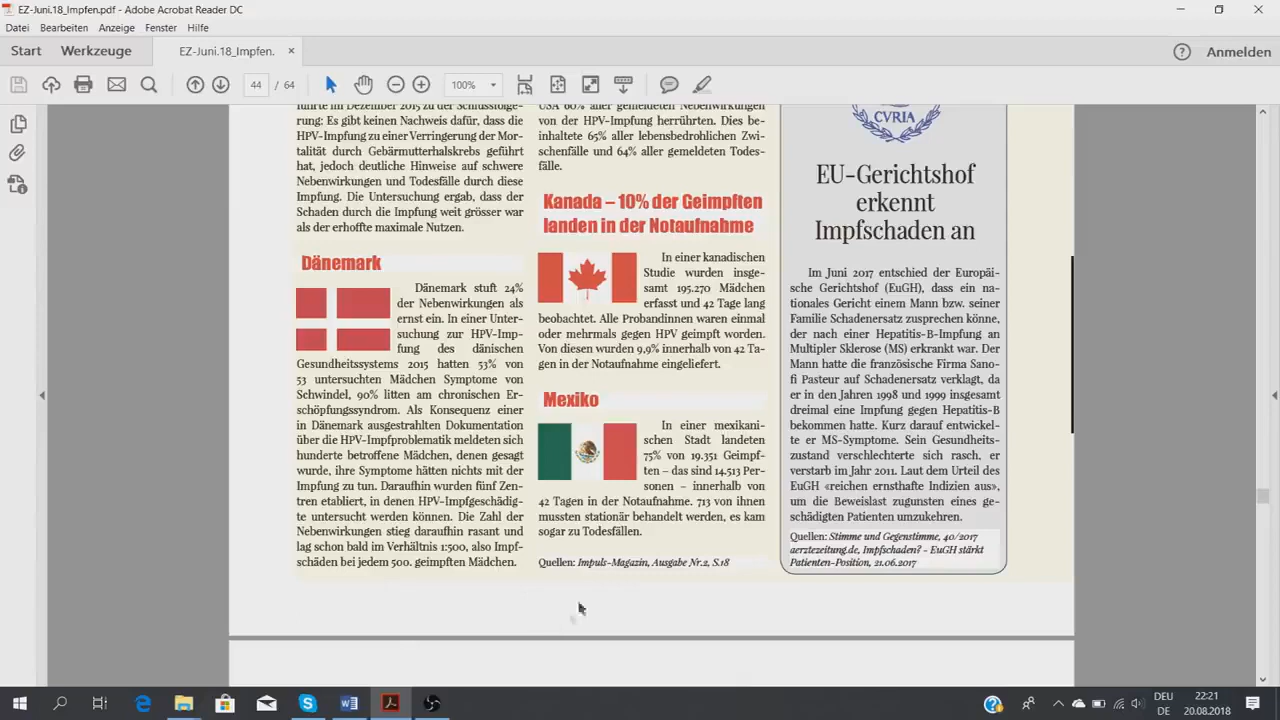 EZ-Juni.18_Impfen.pdf - Adobe Acrobat Reader DC
Datei Bearbeiten Anzeige Fenster Hilfe
Start Werkzeuge EZ-Juni.18_Impfen. × Anmelden
44 / 64 100%
führte im Dezember 2015 zu der Schlussfolge-
rung: Es gibt keinen Nachweis dafür, dass die
HPV-Impfung zu einer Verringerung der Mor-
talität durch Gebärmutterhalskrebs geführt
hat, jedoch deutliche Hinweise auf schwere
Nebenwirkungen und Todesfälle durch diese
Impfung. Die Untersuchung ergab, dass der
Schaden durch die Impfung weit grösser war
als der erhoffte maximale Nutzen.
Dänemark
Dänemark stuft 24%
der Nebenwirkungen als
ernst ein. In einer Unter-
suchung zur HPV-Imp-
fung des dänischen
Gesundheitssystems 2015 hatten 53% von
53 untersuchten Mädchen Symptome von
Schwindel, 90% litten am chronischen Er-
schöpfungssyndrom. Als Konsequenz einer
in Dänemark ausgestrahlten Dokumentation
über die HPV-Impfproblematik meldeten sich
hunderte betroffene Mädchen, denen gesagt
wurde, ihre Symptome hätten nichts mit der
Impfung zu tun. Daraufhin wurden fünf Zen-
tren etabliert, in denen HPV-Impfgeschädig-
te untersucht werden können. Die Zahl der
Nebenwirkungen stieg daraufhin rasant und
lag schon bald im Verhältnis 1:500, also Impf-
schäden bei jedem 500. geimpften Mädchen.
USA 60% aller gemeldeten Nebenwirkungen
von der HPV-Impfung herrührten. Dies be-
inhaltete 65% aller lebensbedrohlichen Zwi-
schenfälle und 64% aller gemeldeten Todes-
fälle.
Kanada – 10% der Geimpften
landen in der Notaufnahme
In einer kanadischen
Studie wurden insge-
samt 195.270 Mädchen
erfasst und 42 Tage lang
beobachtet. Alle Probandinnen waren einmal
oder mehrmals gegen HPV geimpft worden.
Von diesen wurden 9,9% innerhalb von 42 Ta-
gen in der Notaufnahme eingeliefert.
Mexiko
In einer mexikani-
schen Stadt landeten
75% von 19.351 Geimpf-
ten – das sind 14.513 Per-
sonen – innerhalb von
42 Tagen in der Notaufnahme. 713 von ihnen
mussten stationär behandelt werden, es kam
sogar zu Todesfällen.
Quellen: Impuls-Magazin, Ausgabe Nr.2, S.18
CVRIA
EU-Gerichtshof
erkennt
Impfschaden an
Im Juni 2017 entschied der Europäi-
sche Gerichtshof (EuGH), dass ein na-
tionales Gericht einem Mann bzw. seiner
Familie Schadenersatz zusprechen könne,
der nach einer Hepatitis-B-Impfung an
Multipler Sklerose (MS) erkrankt war. Der
Mann hatte die französische Firma Sano-
fi Pasteur auf Schadenersatz verklagt, da
er in den Jahren 1998 und 1999 insgesamt
dreimal eine Impfung gegen Hepatitis-B
bekommen hatte. Kurz darauf entwickel-
te er MS-Symptome. Sein Gesundheits-
zustand verschlechterte sich rasch, er
verstarb im Jahr 2011. Laut dem Urteil des
EuGH «reichen ernsthafte Indizien aus»,
um die Beweislast zugunsten eines ge-
schädigten Patienten umzukehren.
Quellen: Stimme und Gegenstimme, 40/2017
aerztezeitung.de, Impfschaden? - EuGH stärkt
Patienten-Position, 21.06.2017
DEU 22:21
DE 20.08.2018